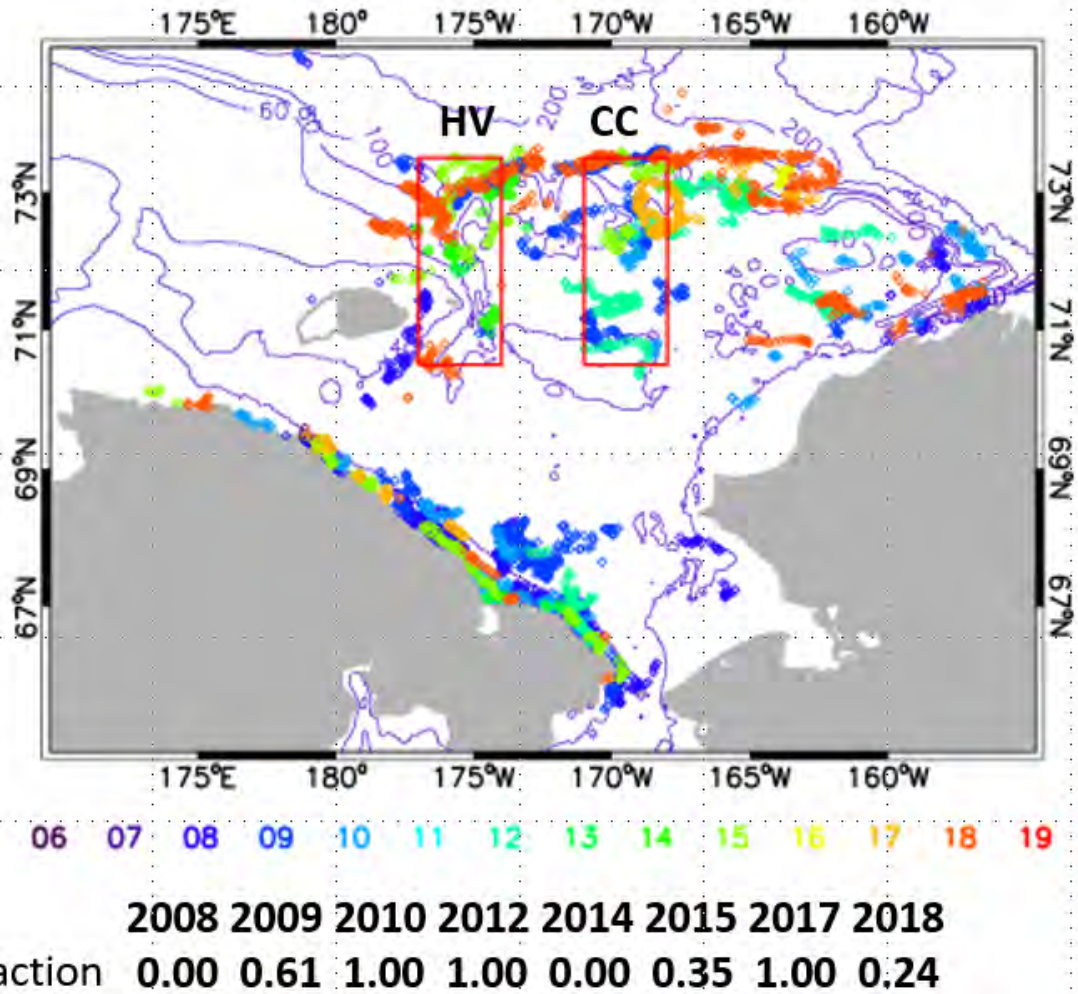 175°E 180° 175°W 170°W 165°W 160°W
HV CC
200
200
100
60
40
73°N 73°N
71°N 71°N
69°N 69°N
67°N 67°N
175°E 180° 175°W 170°W 165°W 160°W
06 07 08 09 10 11 12 13 14 15 16 17 18 19
2008 2009 2010 2012 2014 2015 2017 2018
action 0.00 0.61 1.00 1.00 0.00 0.35 1.00 0.24